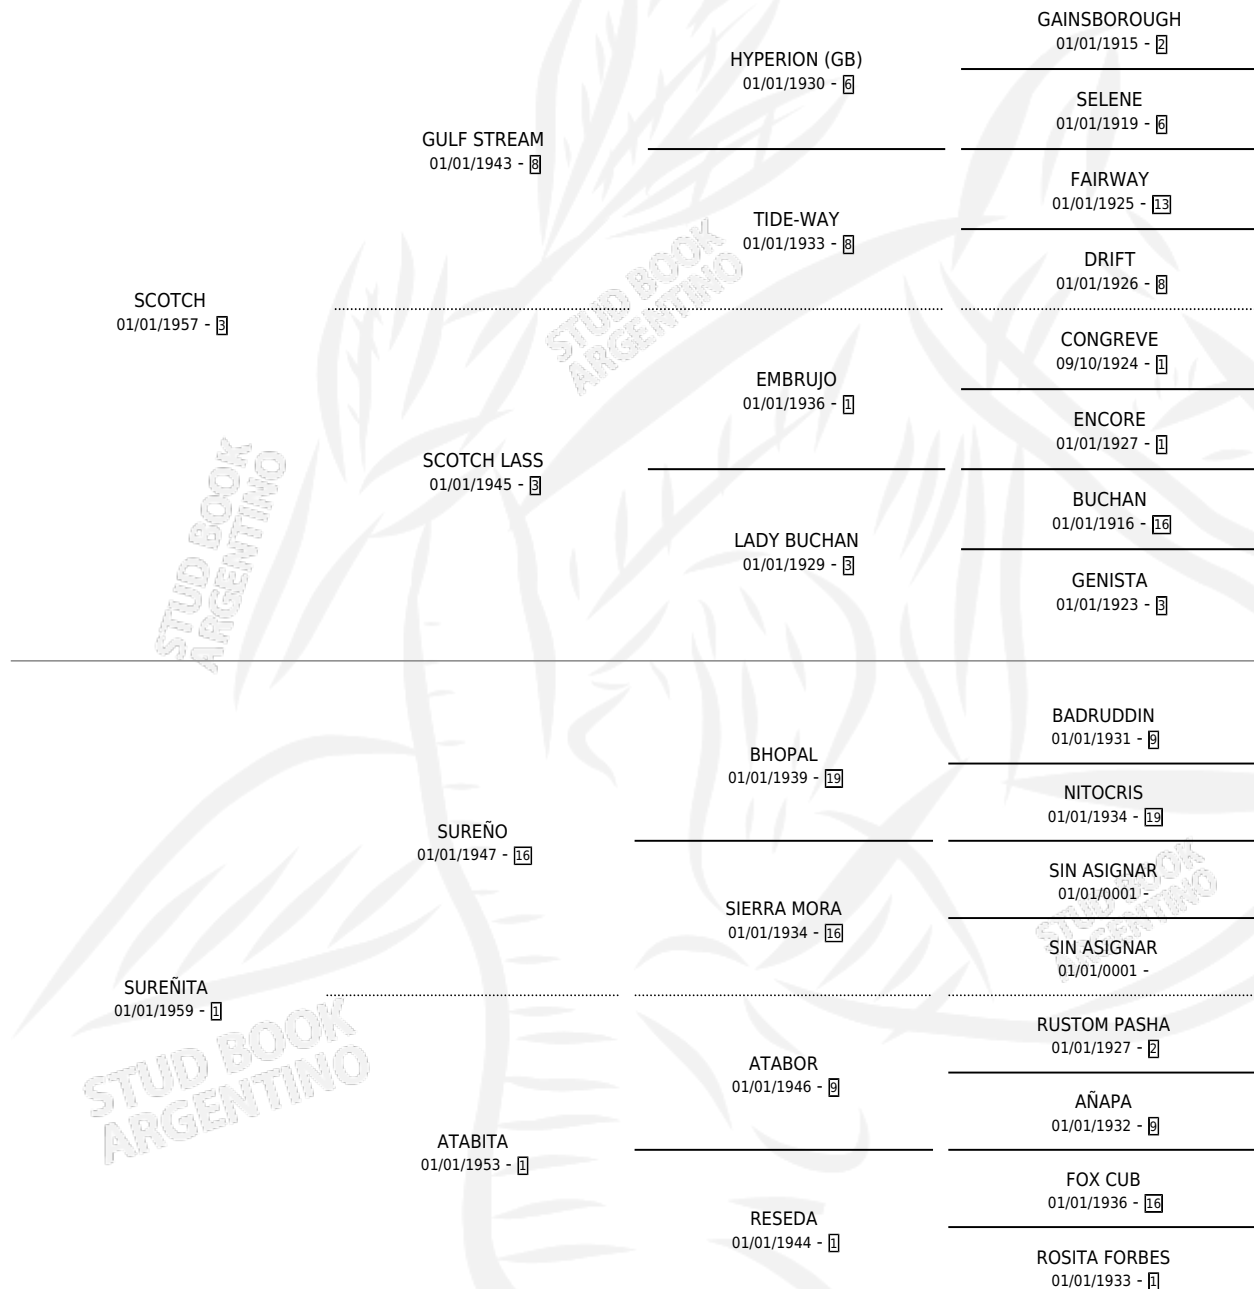 GAINSBOROUGH
01/01/1915 - 2
HYPERION (GB)
01/01/1930 - 6
SELENE
01/01/1919 - 6
GULF STREAM
01/01/1943 - 8
FAIRWAY
01/01/1925 - 13
TIDE-WAY
01/01/1933 - 8
DRIFT
01/01/1926 - 8
SCOTCH
01/01/1957 - 3
CONGREVE
09/10/1924 - 1
EMBRUJO
01/01/1936 - 1
ENCORE
01/01/1927 - 1
SCOTCH LASS
01/01/1945 - 3
BUCHAN
01/01/1916 - 16
LADY BUCHAN
01/01/1929 - 3
GENISTA
01/01/1923 - 3
BADRUDDIN
01/01/1931 - 9
BHOPAL
01/01/1939 - 19
NITOCRIS
01/01/1934 - 19
SUREÑO
01/01/1947 - 16
SIN ASIGNAR
01/01/0001 -
SIERRA MORA
01/01/1934 - 16
SIN ASIGNAR
01/01/0001 -
SUREÑITA
01/01/1959 - 1
RUSTOM PASHA
01/01/1927 - 2
ATABOR
01/01/1946 - 9
AÑAPA
01/01/1932 - 9
ATABITA
01/01/1953 - 1
FOX CUB
01/01/1936 - 16
RESEDA
01/01/1944 - 1
ROSITA FORBES
01/01/1933 - 1
STUD BOOK
ARGENTINO
STUD BOOK
ARGENTINO
STUD BOOK
ARGENTINO
STUD BOOK
ARGENTINO